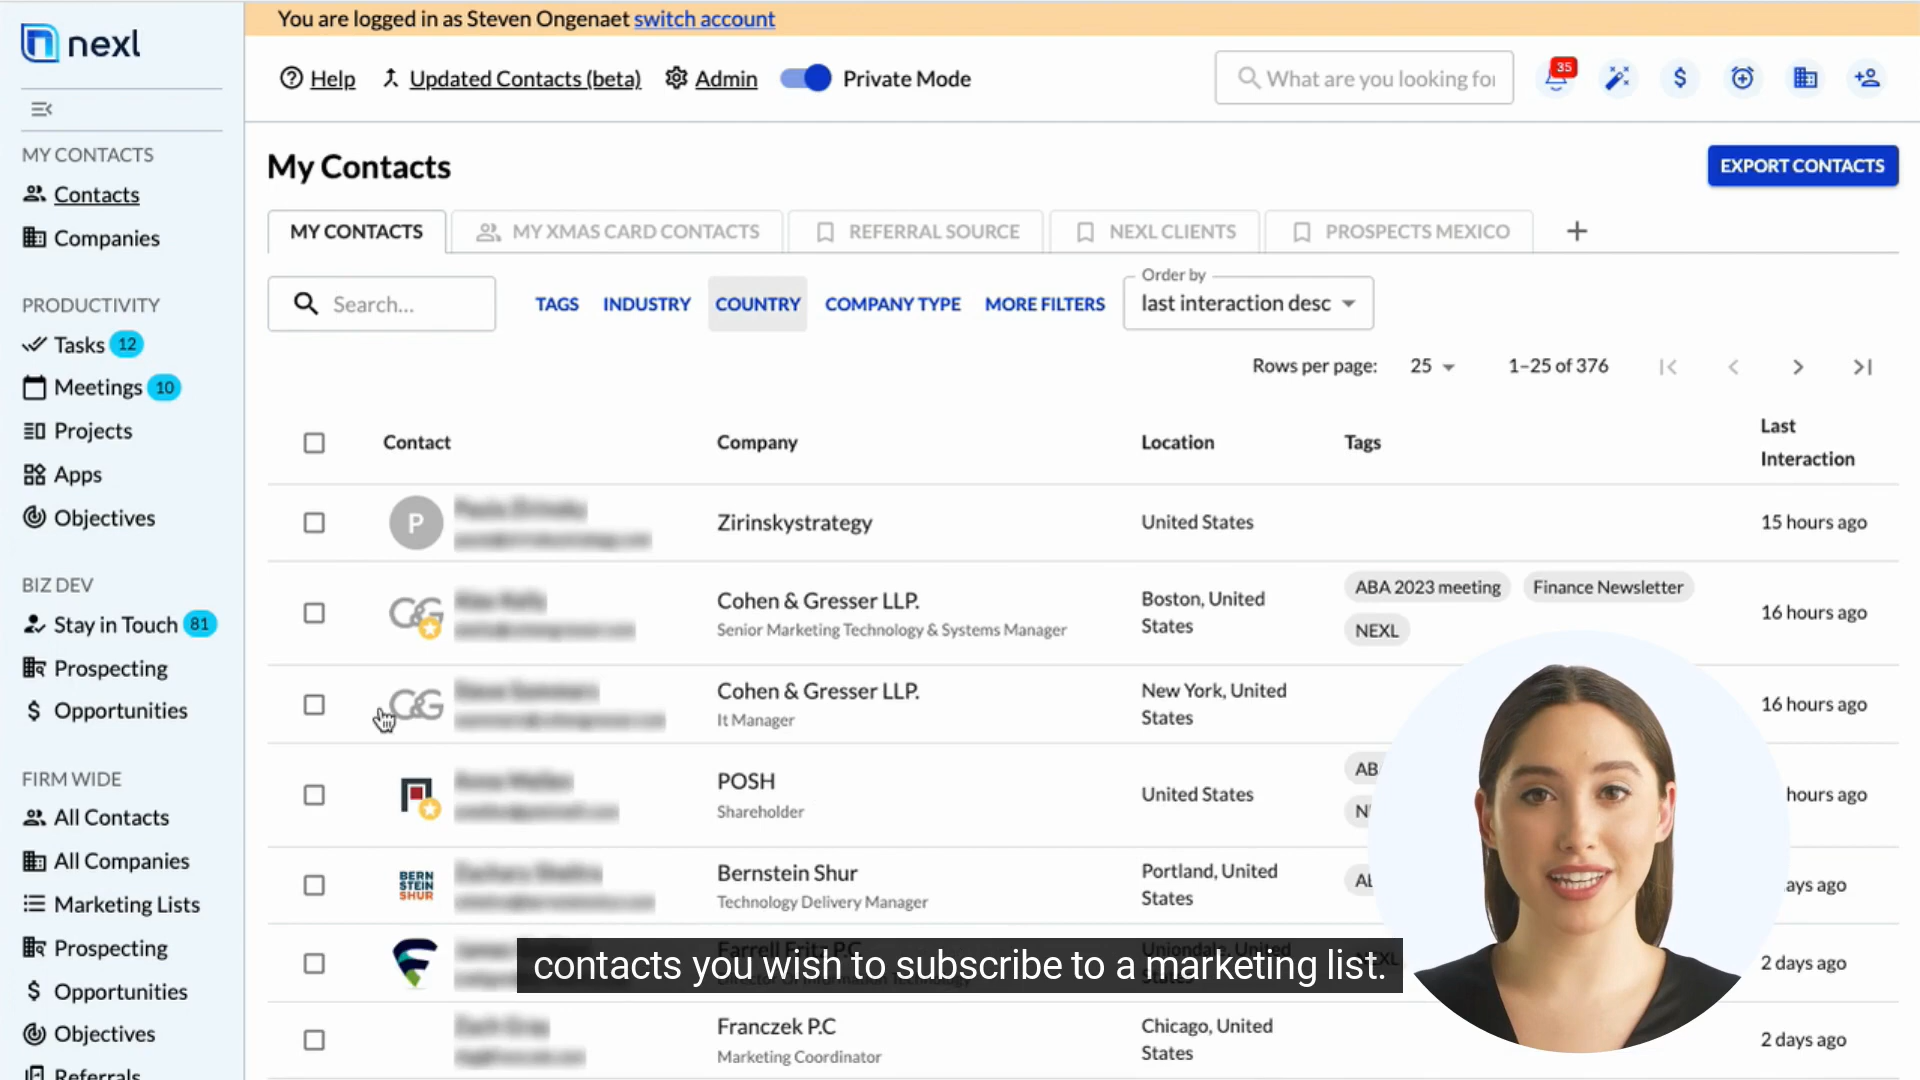 You are logged in as Steven Ongenaet switch account
nexl
Help
Updated Contacts (beta)
Admin
Private Mode
What are you looking for
35
MY CONTACTS
Contacts
Companies
PRODUCTIVITY
Tasks 12
Meetings 10
Projects
Apps
Objectives
BIZ DEV
Stay in Touch 81
Prospecting
Opportunities
FIRM WIDE
All Contacts
All Companies
Marketing Lists
Prospecting
Opportunities
Objectives
Referrals
My Contacts
EXPORT CONTACTS
MY CONTACTS
MY XMAS CARD CONTACTS
REFERRAL SOURCE
NEXL CLIENTS
PROSPECTS MEXICO
Search...
TAGS
INDUSTRY
COUNTRY
COMPANY TYPE
MORE FILTERS
Order by
last interaction desc
Rows per page:
25
1–25 of 376
Contact
Company
Location
Tags
Last
Interaction
P
Zirinskystrategy
United States
15 hours ago
C&G
Cohen & Gresser LLP.
Senior Marketing Technology & Systems Manager
Boston, United
States
ABA 2023 meeting
Finance Newsletter
NEXL
16 hours ago
C&G
Cohen & Gresser LLP.
It Manager
New York, United
States
16 hours ago
POSH
Shareholder
United States
AB
hours ago
BERN
STEIN
SHUR
Bernstein Shur
Technology Delivery Manager
Portland, United
States
ays ago
Farrell Fritz P.C
Director Of Information Technology
Uniondale, United
States
NEXL
2 days ago
contacts you wish to subscribe to a marketing list.
Franczek P.C
Marketing Coordinator
Chicago, United
States
2 days ago